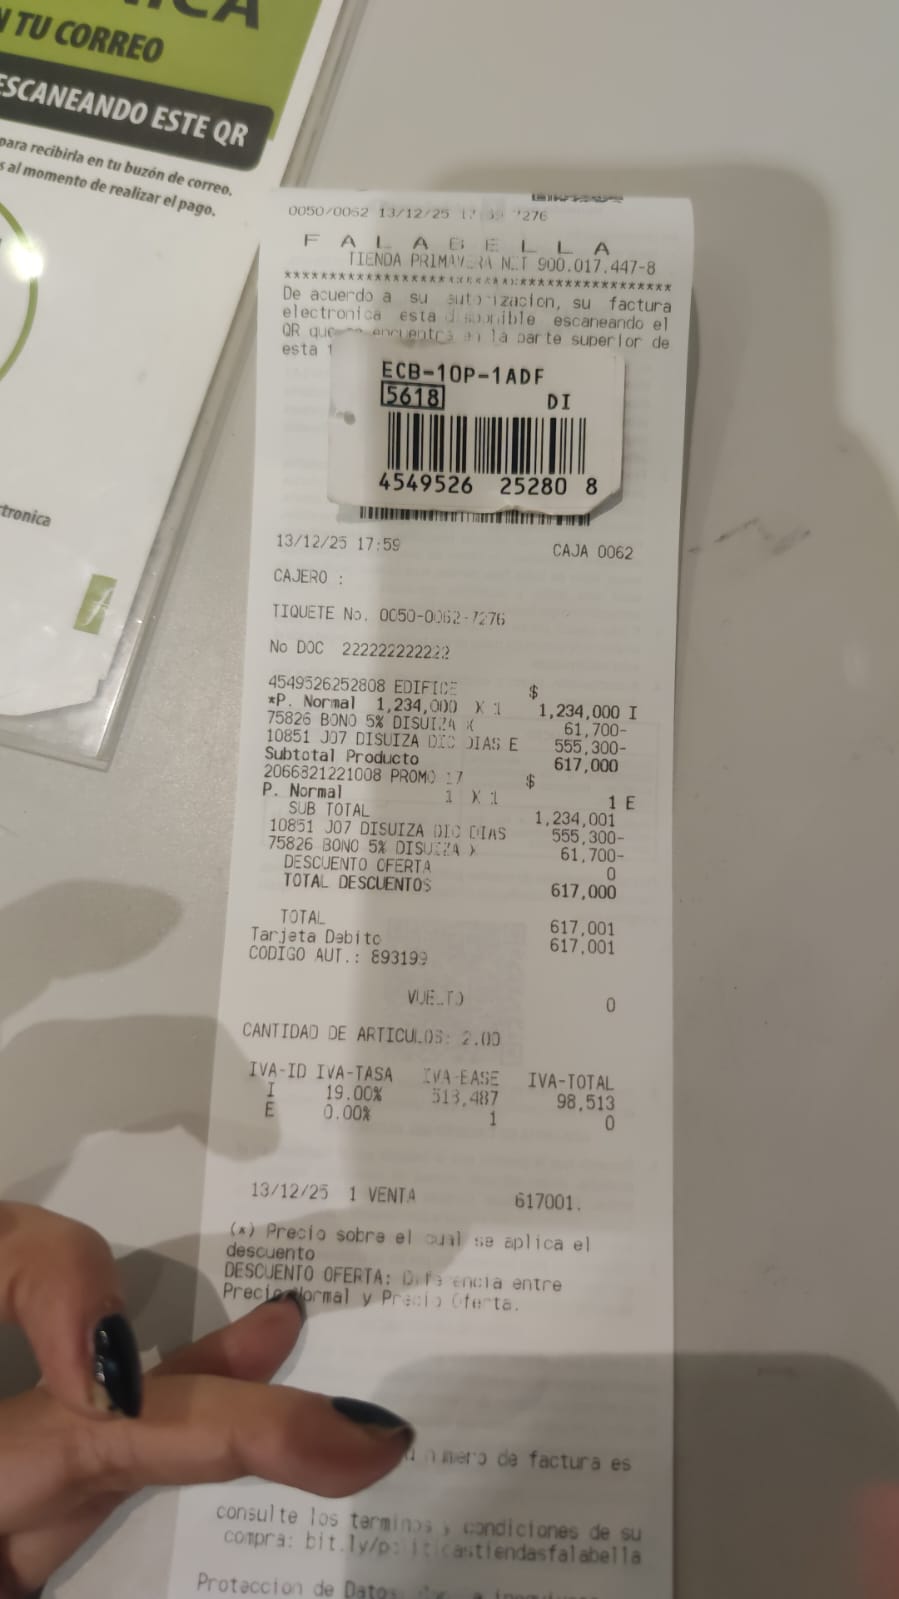 N TU CORREO
ESCANEANDO ESTE QR
para recibirla en tu buzón de correo.
s al momento de realizar el pago.
ctronica
0050/0062 13/12/25 7276
F A L A B E L L A
TIENDA PRIMAVERA NIT 900.017.447-8
*******************************************
De acuerdo a su autorizacion, su factura
electronica esta disponible escaneando el
QR que se encuentra en la parte superior de
esta
ECB-10P-1ADF
5618 DI
4549526 25280 8
13/12/25 17:59 CAJA 0062
CAJERO :
TIQUETE No. 0050-0062-7276
No DOC 222222222222
4549526252808 EDIFICE $
*P. Normal 1,234,000 X 1 1,234,000 I
75826 BONO 5% DISUIZA X 61,700-
10851 J07 DISUIZA DIC DIAS E 555,300-
Subtotal Producto 617,000
2066821221008 PROMO 17 $
P. Normal 1 X 1 1 E
SUB TOTAL 1,234,001
10851 J07 DISUIZA DIC DIAS 555,300-
75826 BONO 5% DISUIZA X 61,700-
DESCUENTO OFERTA 0
TOTAL DESCUENTOS 617,000
TOTAL 617,001
Tarjeta Debito 617,001
CODIGO AUT.: 893199
VUELTO 0
CANTIDAD DE ARTICULOS: 2.00
IVA-ID IVA-TASA IVA-BASE IVA-TOTAL
I 19.00% 518,487 98,513
E 0.00% 1 0
13/12/25 1 VENTA 617001.
(*) Precio sobre el cual se aplica el
descuento
DESCUENTO OFERTA: Diferencia entre
Precio Normal y Precio Oferta.
numero de factura es
consulte los terminos y condiciones de su
compra: bit.ly/politicastiendasfalabella
Proteccion de Datos